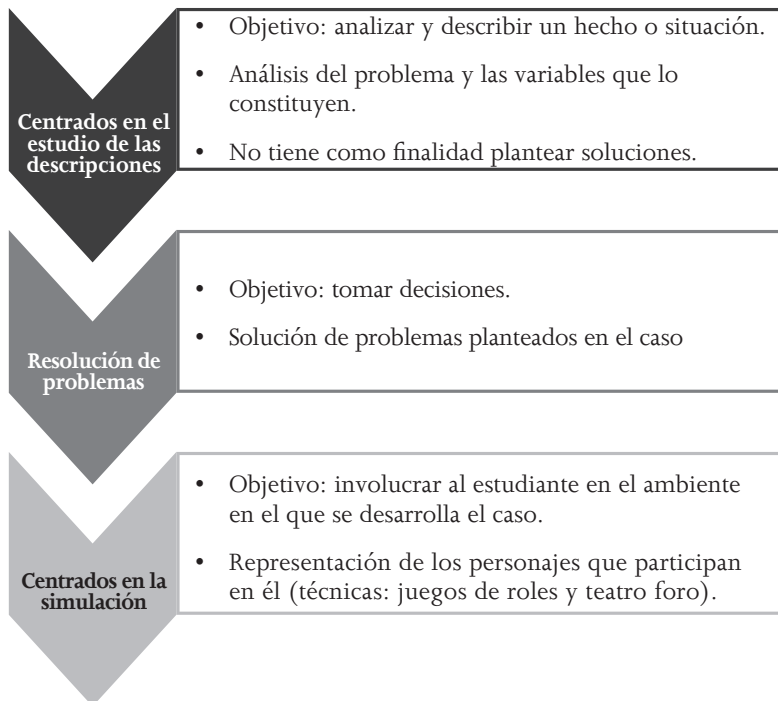 Centrados en el
estudio de las
descripciones
• Objetivo: analizar y describir un hecho o situación.
• Análisis del problema y las variables que lo
constituyen.
• No tiene como finalidad plantear soluciones.
Resolución de
problemas
• Objetivo: tomar decisiones.
• Solución de problemas planteados en el caso
Centrados en la
simulación
• Objetivo: involucrar al estudiante en el ambiente
en el que se desarrolla el caso.
• Representación de los personajes que participan
en él (técnicas: juegos de roles y teatro foro).